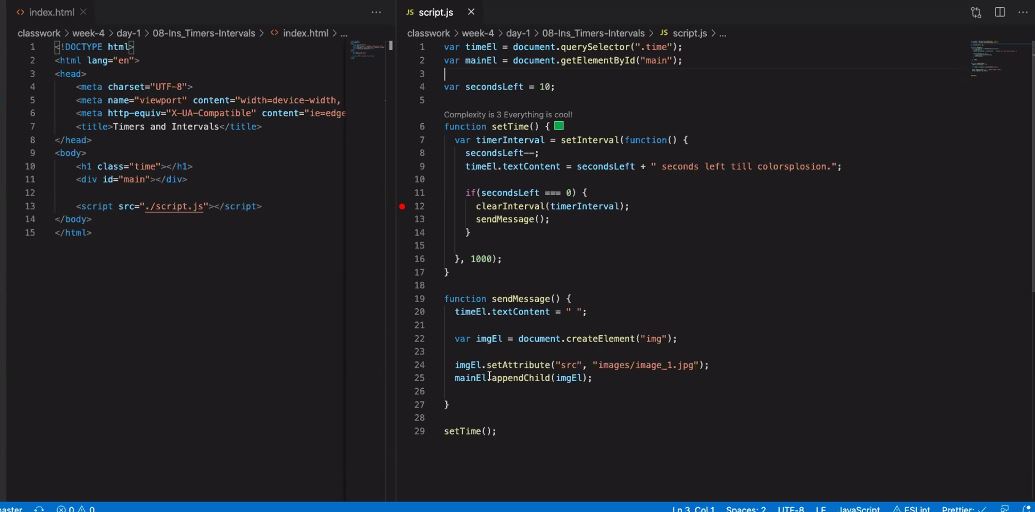 index.html ×
classwork > week-4 > day-1 > 08-Ins_Timers-Intervals > index.html > ...
1 <!DOCTYPE html>
2 <html lang="en">
3 <head>
4 <meta charset="UTF-8">
5 <meta name="viewport" content="width=device-width,
6 <meta http-equiv="X-UA-Compatible" content="ie=edge
7 <title>Timers and Intervals</title>
8 </head>
9 <body>
10 <h1 class="time"></h1>
11 <div id="main"></div>
12
13 <script src="./script.js"></script>
14 </body>
15 </html>
JS script.js ×
classwork > week-4 > day-1 > 08-Ins_Timers-Intervals > JS script.js > ...
1 var timeEl = document.querySelector(".time");
2 var mainEl = document.getElementById("main");
3
4 var secondsLeft = 10;
5
Complexity is 3 Everything is cool!
6 function setTime() {
7 var timerInterval = setInterval(function() {
8 secondsLeft--;
9 timeEl.textContent = secondsLeft + " seconds left till colorsplosion.";
10
11 if(secondsLeft === 0) {
12 clearInterval(timerInterval);
13 sendMessage();
14 }
15
16 }, 1000);
17 }
18
19 function sendMessage() {
20 timeEl.textContent = " ";
21
22 var imgEl = document.createElement("img");
23
24 imgEl.setAttribute("src", "images/image_1.jpg");
25 mainEl.appendChild(imgEl);
26
27 }
28
29 setTime();
master 0 0 Ln 3, Col 1 Spaces: 2 UTF-8 LF JavaScript ESLint Prettier: ✓